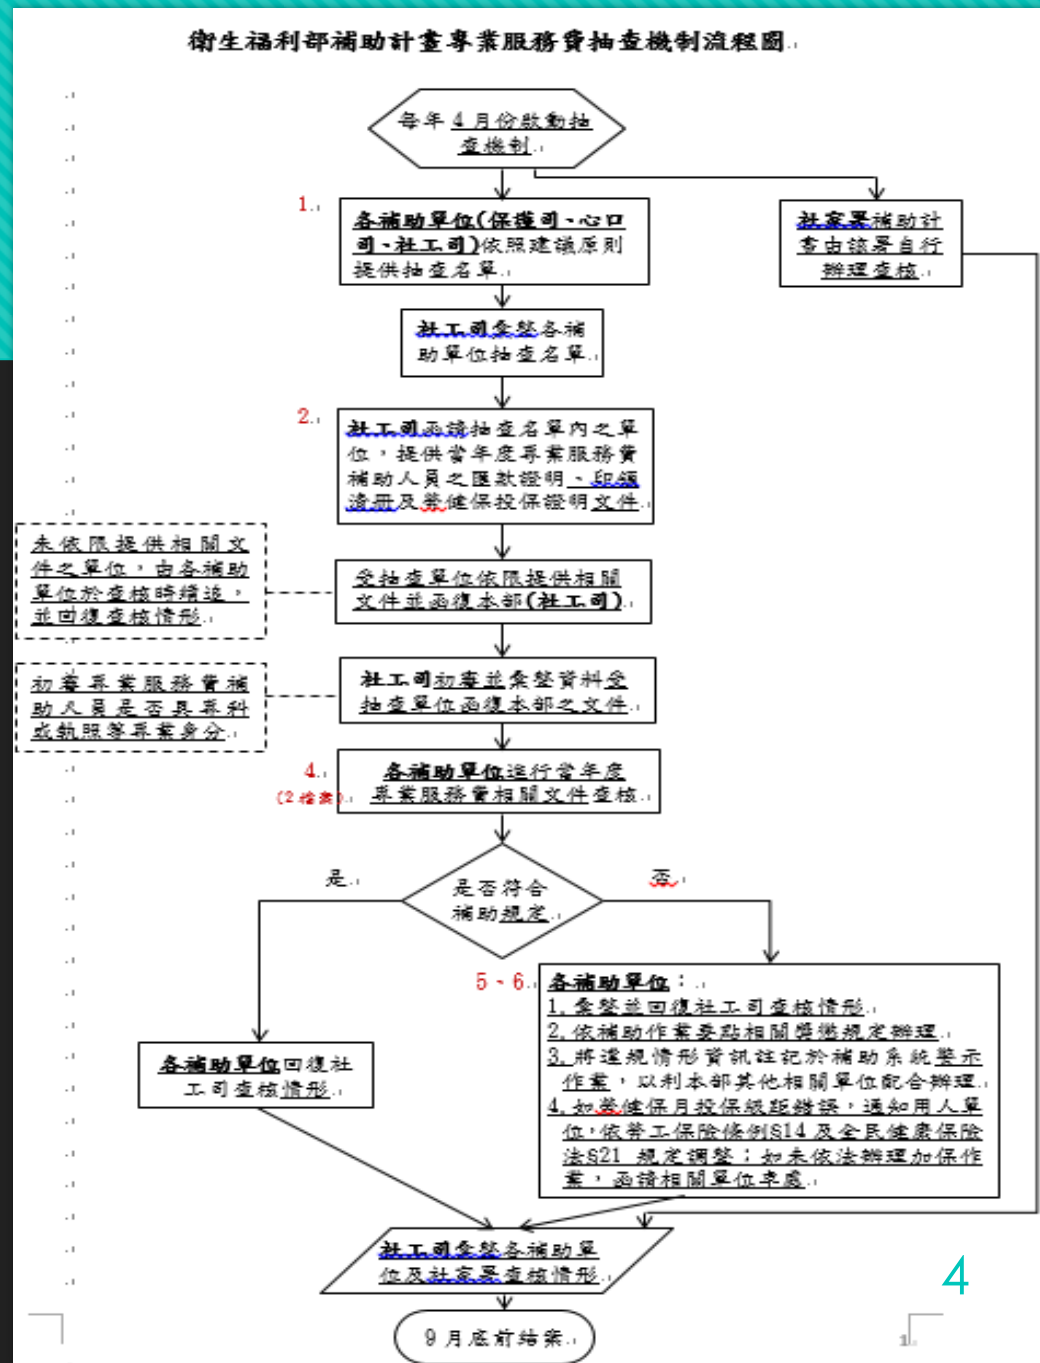 衛生福利部補助計畫專業服務費抽查機制流程圖
每年 4 月份啟動抽
查機制
1.
各補助單位(保護司、心口
司、社工司)依照建議原則
提供抽查名單
社家署補助計
畫由該署自行
辦理查核
社工司彙整各補
助單位抽查名單
2.
社工司函請抽查名單內之單
位，提供當年度專業服務費
補助人員之匯款證明、印領
清冊及勞健保投保證明文件
未依限提供相關文
件之單位，由各補助
單位於查核時續追，
並回復查核情形
受抽查單位依限提供相關
文件並函復本部(社工司)
初審專業服務費補
助人員是否具專科
或執照等專業身分
社工司初審並彙整資料受
抽查單位函復本部之文件
4.
(2 檔案)
各補助單位進行當年度
專業服務費相關文件查核
是
是否符合
補助規定
否
5、6.
各補助單位：
1. 彙整並回復社工司查核情形
2. 依補助作業要點相關獎懲規定辦理
3. 將違規情形資訊註記於補助系統警示
作業，以利本部其他相關單位配合辦理
4. 如勞健保月投保級距錯誤，通知用人單
位，依勞工保險條例§14 及全民健康保險
法§21 規定調整；如未依法辦理加保作
業，函請相關單位卓處
各補助單位回復社
工司查核情形
社工司彙整各補助單
位及社家署查核情形
4
9 月底前結案
1